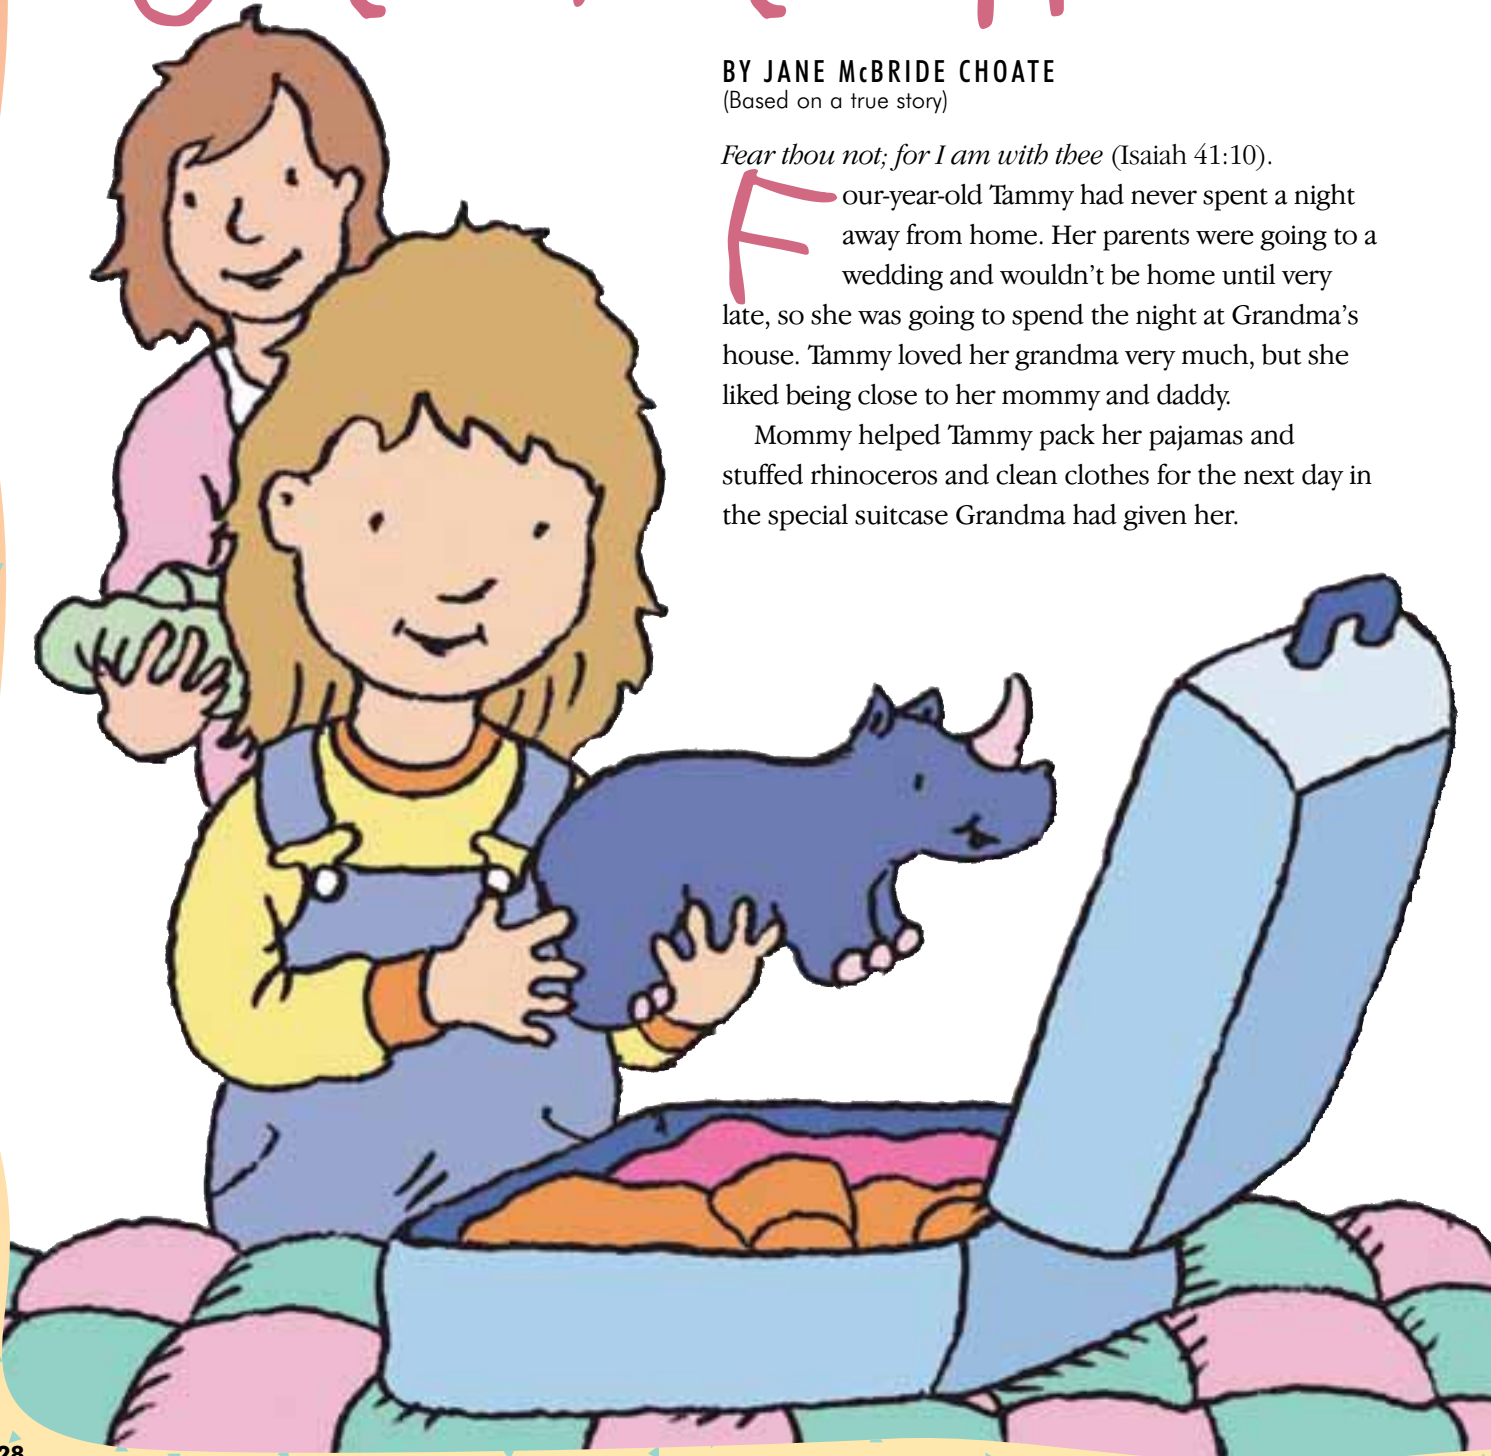 BY JANE McBRIDE CHOATE
(Based on a true story)
Fear thou not; for I am with thee (Isaiah 41:10).
Four-year-old Tammy had never spent a night
away from home. Her parents were going to a
wedding and wouldn't be home until very
late, so she was going to spend the night at Grandma's
house. Tammy loved her grandma very much, but she
liked being close to her mommy and daddy.
Mommy helped Tammy pack her pajamas and
stuffed rhinoceros and clean clothes for the next day in
the special suitcase Grandma had given her.
28